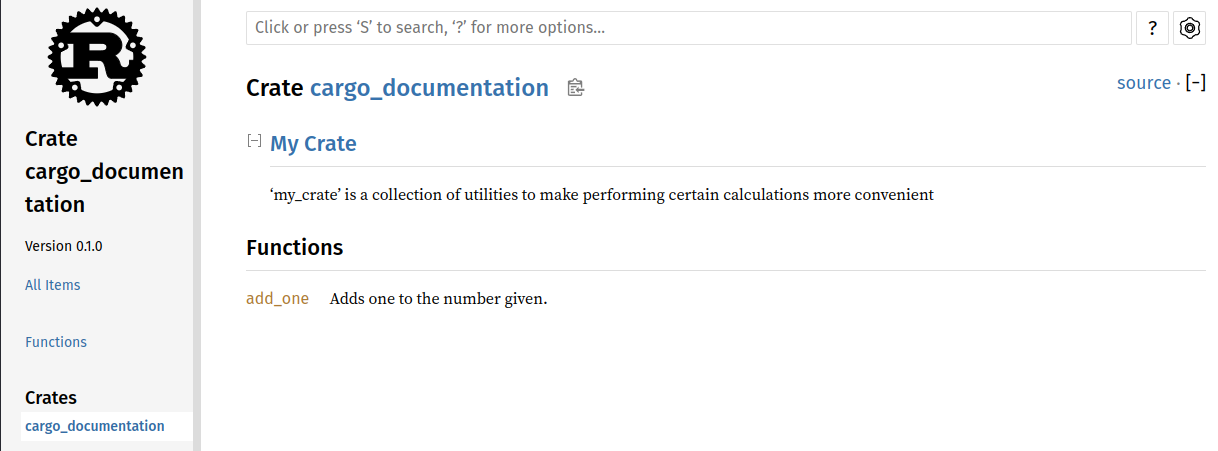 R
Crate
cargo_documen
tation
Version 0.1.0
All Items
Functions
Crates
cargo_documentation
Click or press ‘S’ to search, ‘?’ for more options…
?
Crate cargo_documentation
source · [−]
[−] My Crate
‘my_crate’ is a collection of utilities to make performing certain calculations more convenient
Functions
add_one Adds one to the number given.